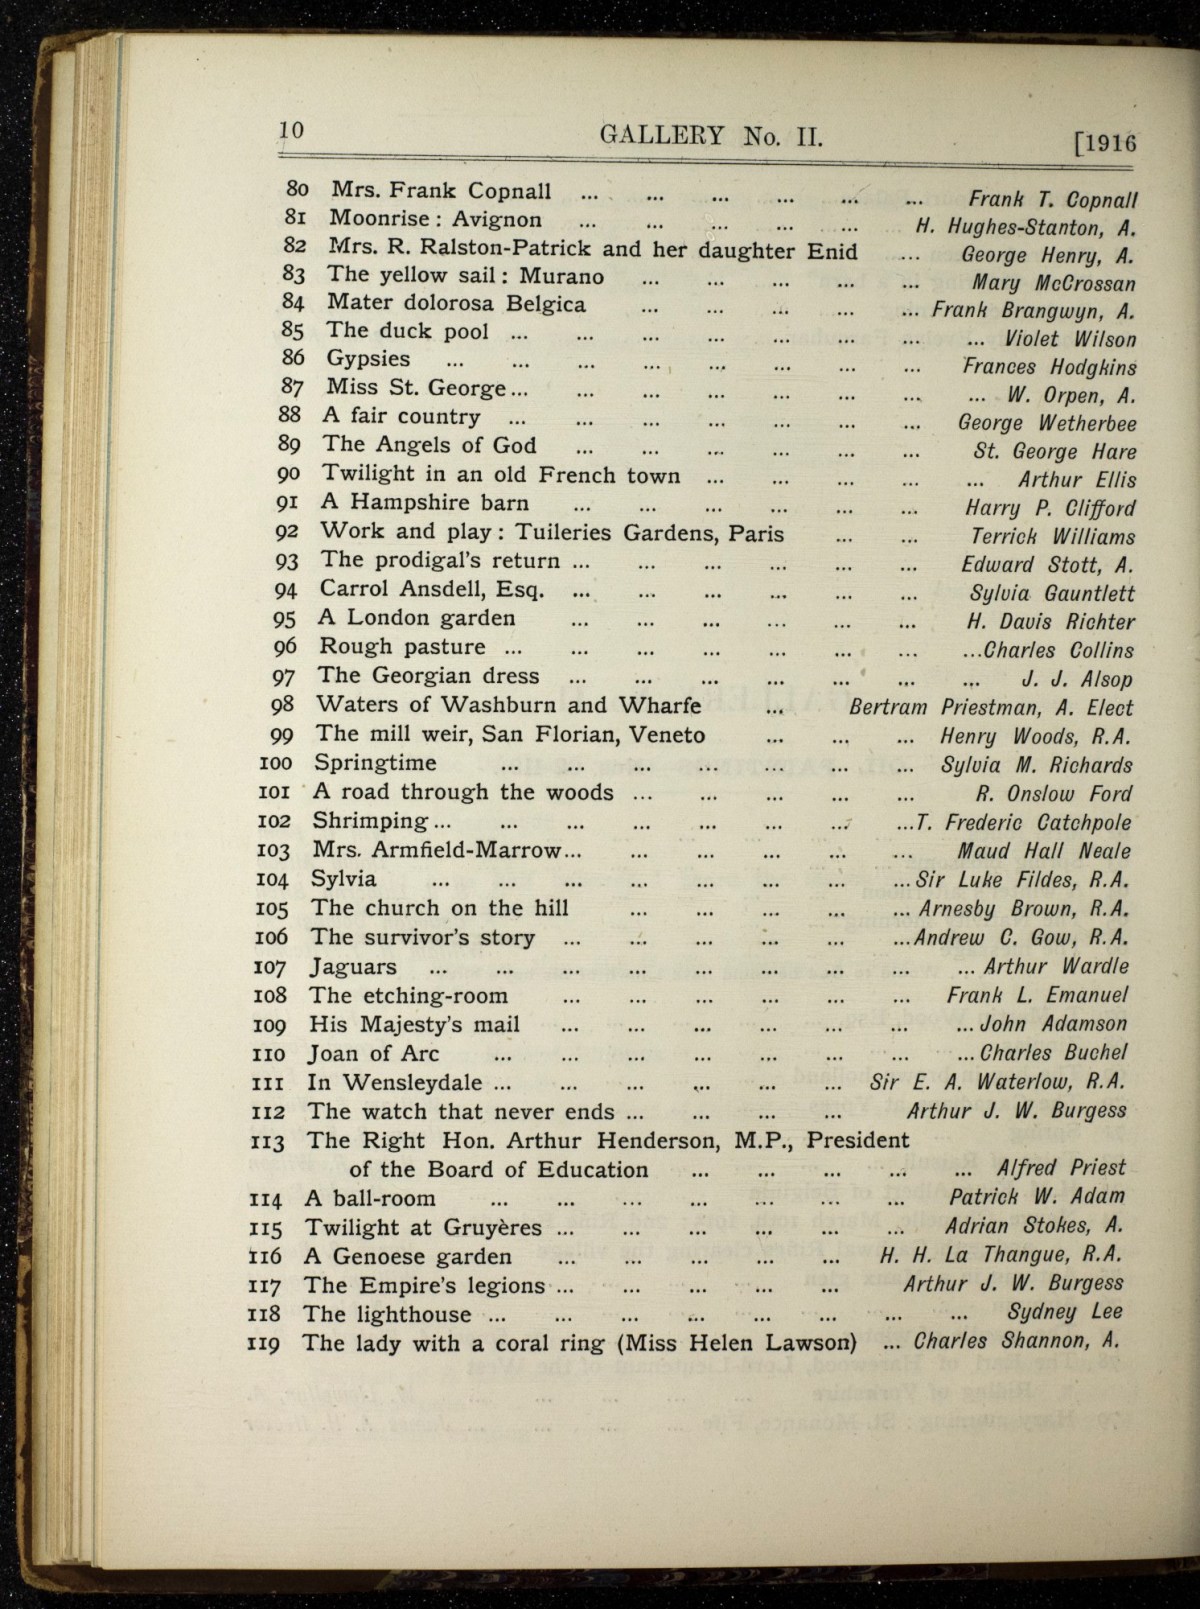 10 GALLERY No. II. [1916
80 Mrs. Frank Copnall ... ... ... ... ... ... Frank T. Copnall
81 Moonrise : Avignon ... ... ... ... ... H. Hughes-Stanton, A.
82 Mrs. R. Ralston-Patrick and her daughter Enid ... George Henry, A.
83 The yellow sail : Murano ... ... ... ... ... Mary McCrossan
84 Mater dolorosa Belgica ... ... ... ... ... Frank Brangwyn, A.
85 The duck pool ... ... ... ... ... ... ... ... Violet Wilson
86 Gypsies ... ... ... ... ... ... ... ... Frances Hodgkins
87 Miss St. George ... ... ... ... ... ... ... ... W. Orpen, A.
88 A fair country ... ... ... ... ... ... ... George Wetherbee
89 The Angels of God ... ... ... ... ... ... St. George Hare
90 Twilight in an old French town ... ... ... ... ... Arthur Ellis
91 A Hampshire barn ... ... ... ... ... ... Harry P. Clifford
92 Work and play : Tuileries Gardens, Paris ... ... Terrick Williams
93 The prodigal's return ... ... ... ... ... ... Edward Stott, A.
94 Carrol Ansdell, Esq. ... ... ... ... ... ... Sylvia Gauntlett
95 A London garden ... ... ... ... ... ... H. Davis Richter
96 Rough pasture ... ... ... ... ... ... ... ...Charles Collins
97 The Georgian dress ... ... ... ... ... ... ... J. J. Alsop
98 Waters of Washburn and Wharfe ... Bertram Priestman, A. Elect
99 The mill weir, San Florian, Veneto ... ... ... Henry Woods, R.A.
100 Springtime ... ... ... ... ... ... ... Sylvia M. Richards
101 A road through the woods ... ... ... ... ... R. Onslow Ford
102 Shrimping ... ... ... ... ... ... ... ...T. Frederic Catchpole
103 Mrs. Armfield-Marrow... ... ... ... ... ... Maud Hall Neale
104 Sylvia ... ... ... ... ... ... ... ... Sir Luke Fildes, R.A.
105 The church on the hill ... ... ... ... ... Arnesby Brown, R.A.
106 The survivor's story ... ... ... ... ... ...Andrew C. Gow, R.A.
107 Jaguars ... ... ... ... ... ... ... ... ... Arthur Wardle
108 The etching-room ... ... ... ... ... ... Frank L. Emanuel
109 His Majesty's mail ... ... ... ... ... ... ... John Adamson
110 Joan of Arc ... ... ... ... ... ... ... ... Charles Buchel
111 In Wensleydale ... ... ... ... ... ... Sir E. A. Waterlow, R.A.
112 The watch that never ends ... ... ... ... Arthur J. W. Burgess
113 The Right Hon. Arthur Henderson, M.P., President
of the Board of Education ... ... ... ... ... Alfred Priest
114 A ball-room ... ... ... ... ... ... ... Patrick W. Adam
115 Twilight at Gruyères ... ... ... ... ... ... Adrian Stokes, A.
116 A Genoese garden ... ... ... ... ... H. H. La Thangue, R.A.
117 The Empire's legions ... ... ... ... ... Arthur J. W. Burgess
118 The lighthouse ... ... ... ... ... ... ... ... Sydney Lee
119 The lady with a coral ring (Miss Helen Lawson) ... Charles Shannon, A.